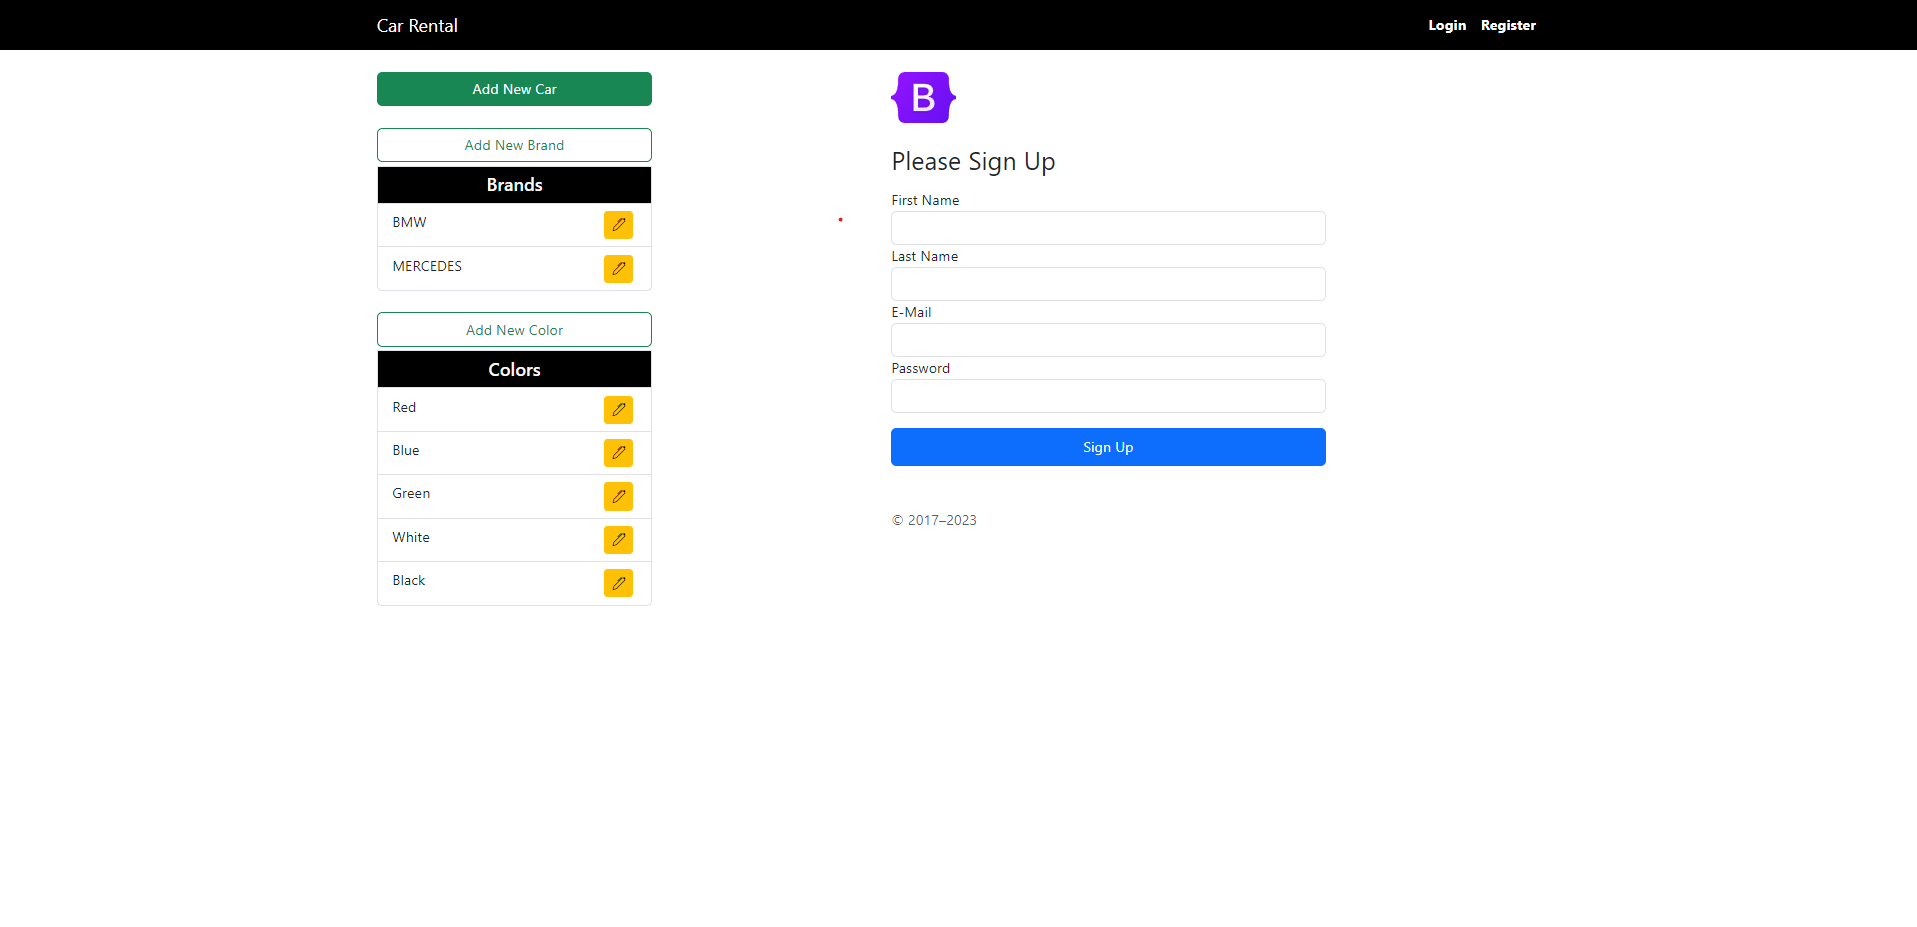 Car Rental
Login Register
Add New Car
Add New Brand
Brands
BMW
MERCEDES
Add New Color
Colors
Red
Blue
Green
White
Black
B
Please Sign Up
First Name
Last Name
E-Mail
Password
Sign Up
© 2017–2023